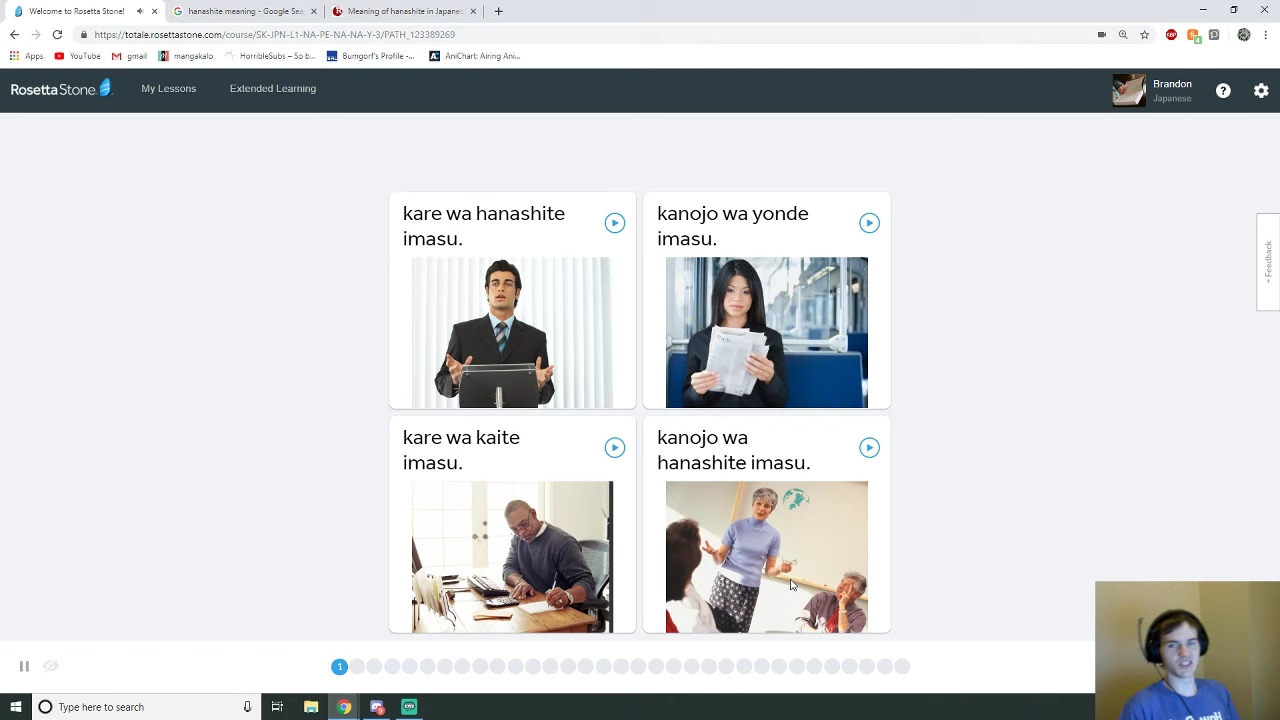 Welcome to Rosetta Stone!
hanashite meaning - Google Sea
Meaning of hanashite in Japanes
https://totale.rosettastone.com/course/SK-JPN-L1-NA-PE-NA-NA-Y-3/PATH_123389269
Apps YouTube gmail mangakalo HorribleSubs – So b... Bumgorf's Profile -... AniChart: Airing Ani...
RosettaStone My Lessons Extended Learning Brandon
Japanese
kare wa hanashite
imasu.
kanojo wa yonde
imasu.
+ Feedback
kare wa kaite
imasu.
kanojo wa
hanashite imasu.
1
Type here to search